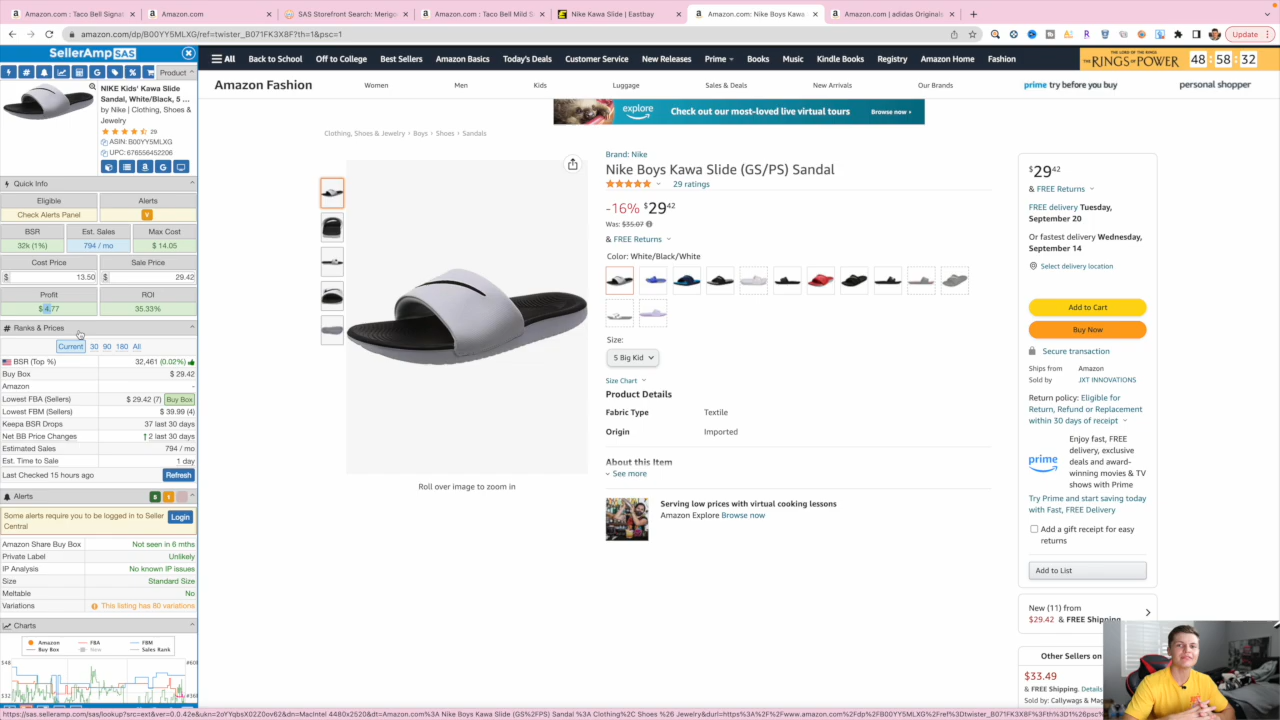 Amazon.com : Taco Bell Signat
Amazon.com
SAS Storefront Search: Merige
Amazon.com : Taco Bell Mild S
Nike Kawa Slide | Eastbay
Amazon.com: Nike Boys Kawa
Amazon.com | adidas Originals
amazon.com/dp/B00YY5MLXG/ref=twister_B071FK3X8F?th=1&psc=1
Update
SellerAmp SAS
All
Back to School
Off to College
Best Sellers
Amazon Basics
Today's Deals
Customer Service
New Releases
Prime
Books
Music
Kindle Books
Registry
Amazon Home
Fashion
THE LORD OF THE RINGS
THE RINGS OF POWER
48 : 58 : 32
Product
Amazon Fashion
Women
Men
Kids
Luggage
Sales & Deals
New Arrivals
Our Brands
prime try before you buy
personal shopper
NIKE Kids' Kawa Slide
Sandal, White/Black, 5 ...
by Nike | Clothing, Shoes &
Jewelry
29
ASIN: B00YY5MLXG
UPC: 676556452206
explore
Check out our most-loved live virtual tours
Browse now
Clothing, Shoes & Jewelry › Boys › Shoes › Sandals
Quick Info
Eligible
Alerts
Check Alerts Panel
V
BSR
Est. Sales
Max Cost
32k (1%)
794 / mo
$ 14.05
Cost Price
Sale Price
$
13.50
$
29.42
Profit
ROI
$ 4.77
35.33%
Ranks & Prices
Current
30
90
180
All
BSR (Top %)
32,461 (0.02%)
Buy Box
$ 29.42
Amazon
-
Lowest FBA (Sellers)
$ 29.42 (7)
Buy Box
Lowest FBM (Sellers)
$ 39.99 (4)
Keepa BSR Drops
37 last 30 days
Net BB Price Changes
2 last 30 days
Estimated Sales
794 / mo
Est. Time to Sale
1 day
Last Checked 15 hours ago
Refresh
Alerts
Some alerts require you to be logged in to Seller
Central
Login
Amazon Share Buy Box
Not seen in 6 mths
Private Label
Unlikely
IP Analysis
No known IP issues
Size
Standard Size
Meltable
No
Variations
This listing has 80 variations
Charts
Amazon
FBA
FBM
Buy Box
New
Sales Rank
Brand: Nike
Nike Boys Kawa Slide (GS/PS) Sandal
29 ratings
-16% $29.42
Was: $35.07
& FREE Returns
Color: White/Black/White
Size:
5 Big Kid
Size Chart
Product Details
Fabric Type
Textile
Origin
Imported
About this Item
See more
Roll over image to zoom in
Serving low prices with virtual cooking lessons
Amazon Explore Browse now
$29.42
& FREE Returns
FREE delivery Tuesday,
September 20
Or fastest delivery Wednesday,
September 14
Select delivery location
Add to Cart
Buy Now
Secure transaction
Ships from
Amazon
Sold by
JXT INNOVATIONS
Return policy: Eligible for
Return, Refund or Replacement
within 30 days of receipt
prime
Enjoy fast, FREE
delivery, exclusive
deals and award-
winning movies & TV
shows with Prime
Try Prime and start saving today
with Fast, FREE Delivery
Add a gift receipt for easy
returns
Add to List
New (11) from
$29.42 & FREE Shipping
Other Sellers on
$33.49
& FREE Shipping. Details
Sold by: Callywags & Mag